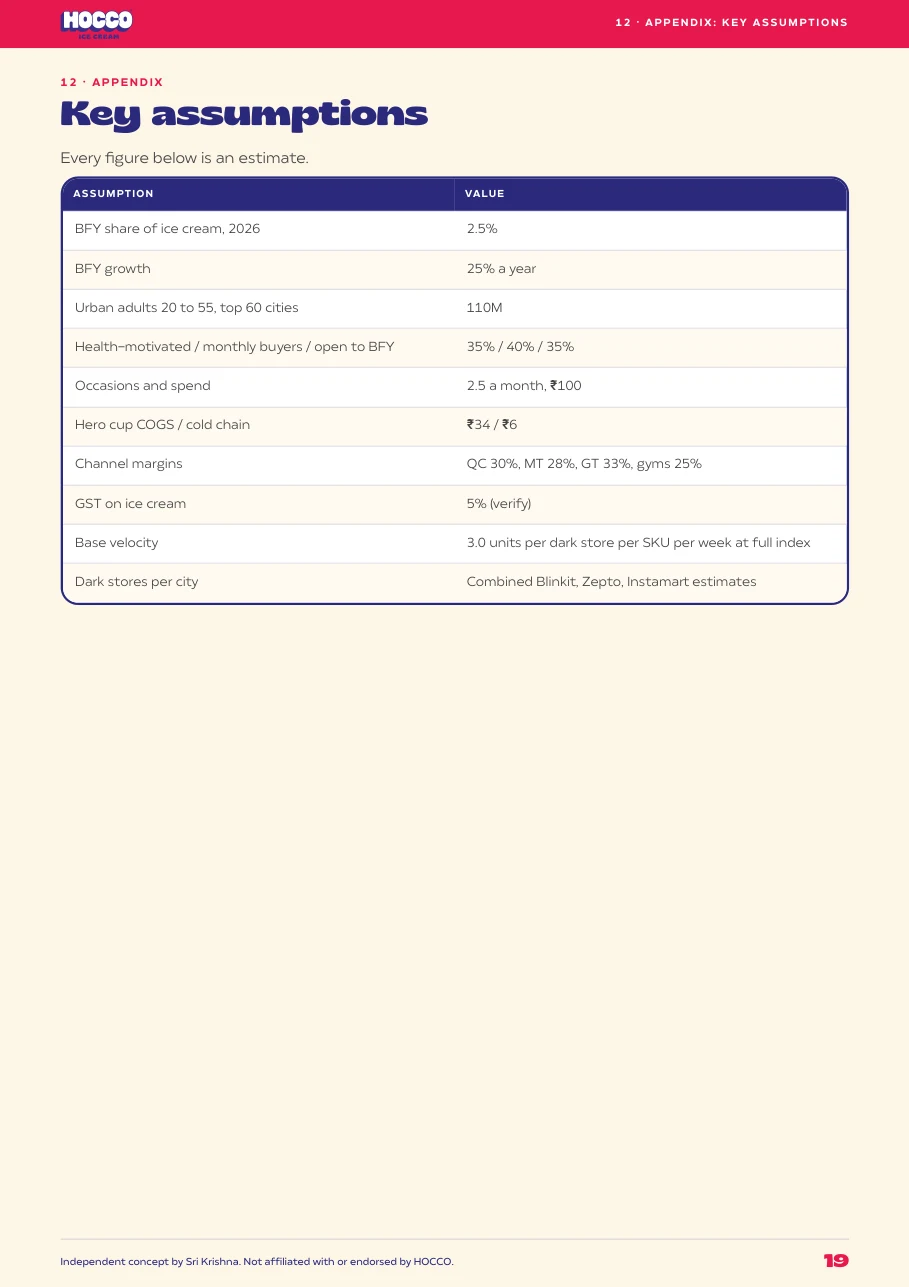 HOCCO
ICE CREAM
12 · APPENDIX: KEY ASSUMPTIONS
12 · APPENDIX
Key assumptions
Every figure below is an estimate.
ASSUMPTION VALUE
BFY share of ice cream, 2026 2.5%
BFY growth 25% a year
Urban adults 20 to 55, top 60 cities 110M
Health-motivated / monthly buyers / open to BFY 35% / 40% / 35%
Occasions and spend 2.5 a month, ₹100
Hero cup COGS / cold chain ₹34 / ₹6
Channel margins QC 30%, MT 28%, GT 33%, gyms 25%
GST on ice cream 5% (verify)
Base velocity 3.0 units per dark store per SKU per week at full index
Dark stores per city Combined Blinkit, Zepto, Instamart estimates
Independent concept by Sri Krishna. Not affiliated with or endorsed by HOCCO.
19